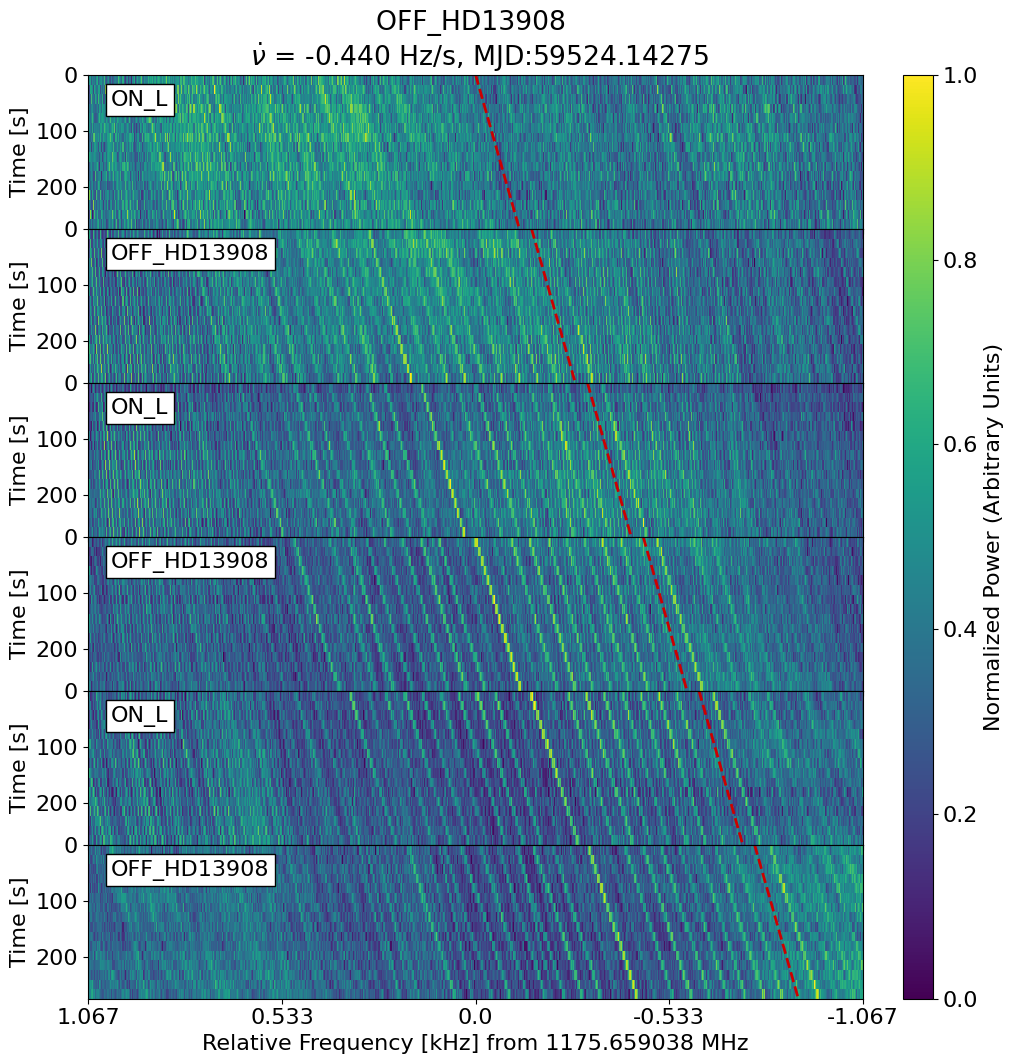 OFF_HD13908
ν̇ = -0.440 Hz/s, MJD:59524.14275
0
ON_L
100
Time [s]
200
0
OFF_HD13908
100
Time [s]
200
0
ON_L
100
Time [s]
200
0
OFF_HD13908
100
Time [s]
200
0
ON_L
100
Time [s]
200
0
OFF_HD13908
100
Time [s]
200
1.067 0.533 0.0 -0.533 -1.067
Relative Frequency [kHz] from 1175.659038 MHz
1.0
0.8
0.6
0.4
0.2
0.0
Normalized Power (Arbitrary Units)